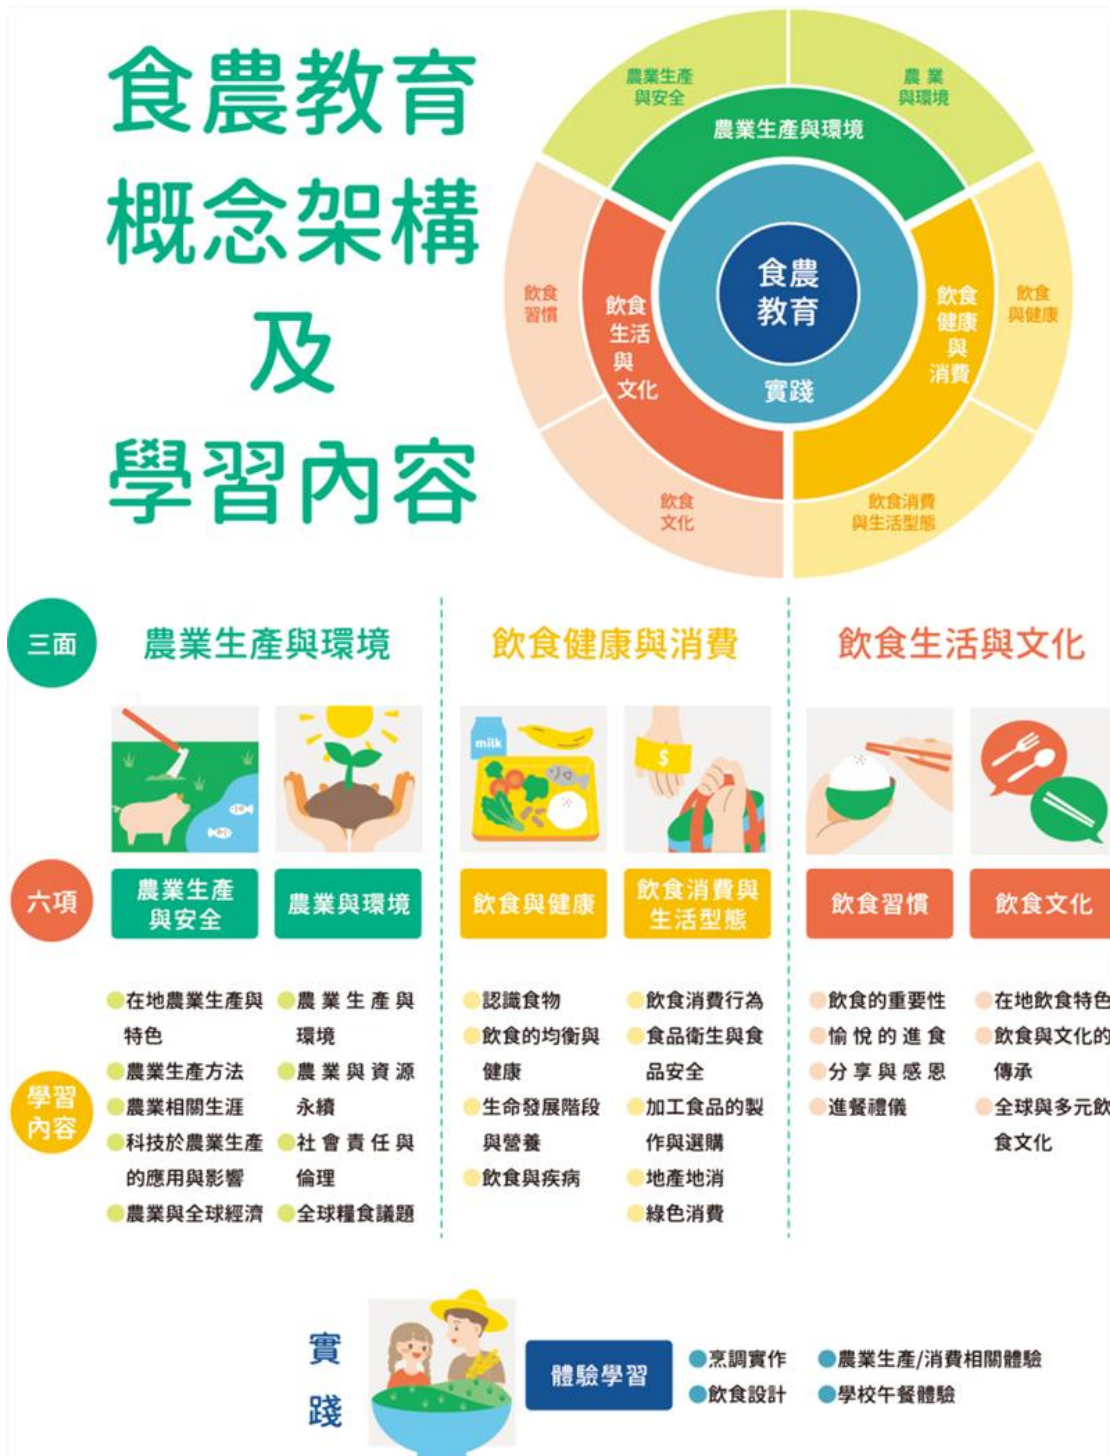 食農教育
概念架構
及
學習內容
農業生產
與安全
農業
與環境
農業生產與環境
飲食
習慣
飲食
生活
與
文化
食農
教育
實踐
飲食
健康
與
消費
飲食
與健康
飲食
文化
飲食消費
與生活型態
三面
農業生產與環境
飲食健康與消費
飲食生活與文化
milk
$
六項
農業生產
與安全
農業與環境
飲食與健康
飲食消費與
生活型態
飲食習慣
飲食文化
學習
內容
在地農業生產與
特色
農業生產方法
農業相關生涯
科技於農業生產
的應用與影響
農業與全球經濟
農業生產與
環境
農業與資源
永續
社會責任與
倫理
全球糧食議題
認識食物
飲食的均衡與
健康
生命發展階段
與營養
飲食與疾病
飲食消費行為
食品衛生與食
品安全
加工食品的製
作與選購
地產地消
綠色消費
飲食的重要性
愉悅的進食
分享與感恩
進餐禮儀
在地飲食特色
飲食與文化的
傳承
全球與多元飲
食文化
實
踐
體驗學習
烹調實作
農業生產/消費相關體驗
飲食設計
學校午餐體驗